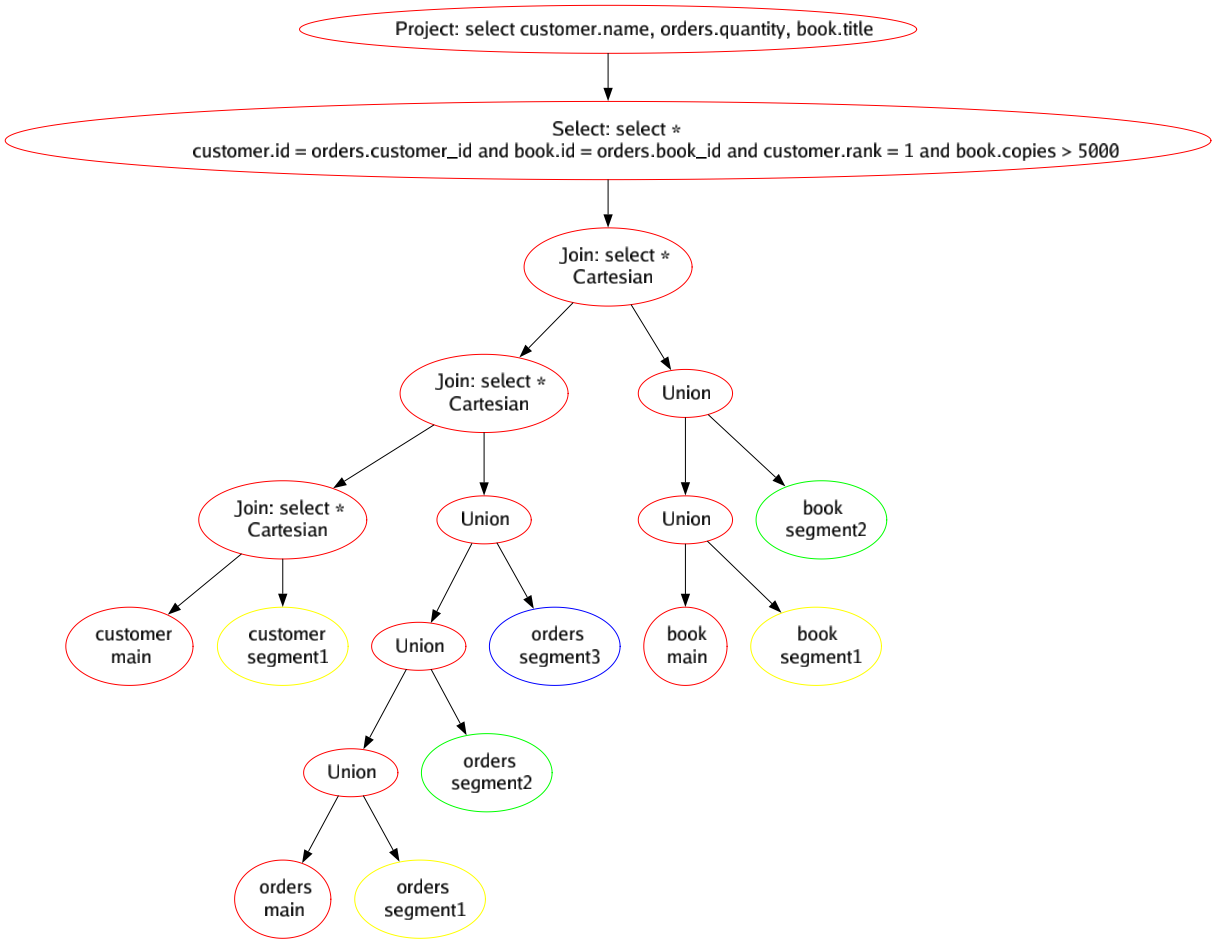 Project: select customer.name, orders.quantity, book.title
Select: select *
customer.id = orders.customer_id and book.id = orders.book_id and customer.rank = 1 and book.copies > 5000
Join: select *
Cartesian
Join: select *
Cartesian
Union
Join: select *
Cartesian
Union
Union
book
segment2
customer
main
customer
segment1
Union
orders
segment3
book
main
book
segment1
Union
orders
segment2
orders
main
orders
segment1